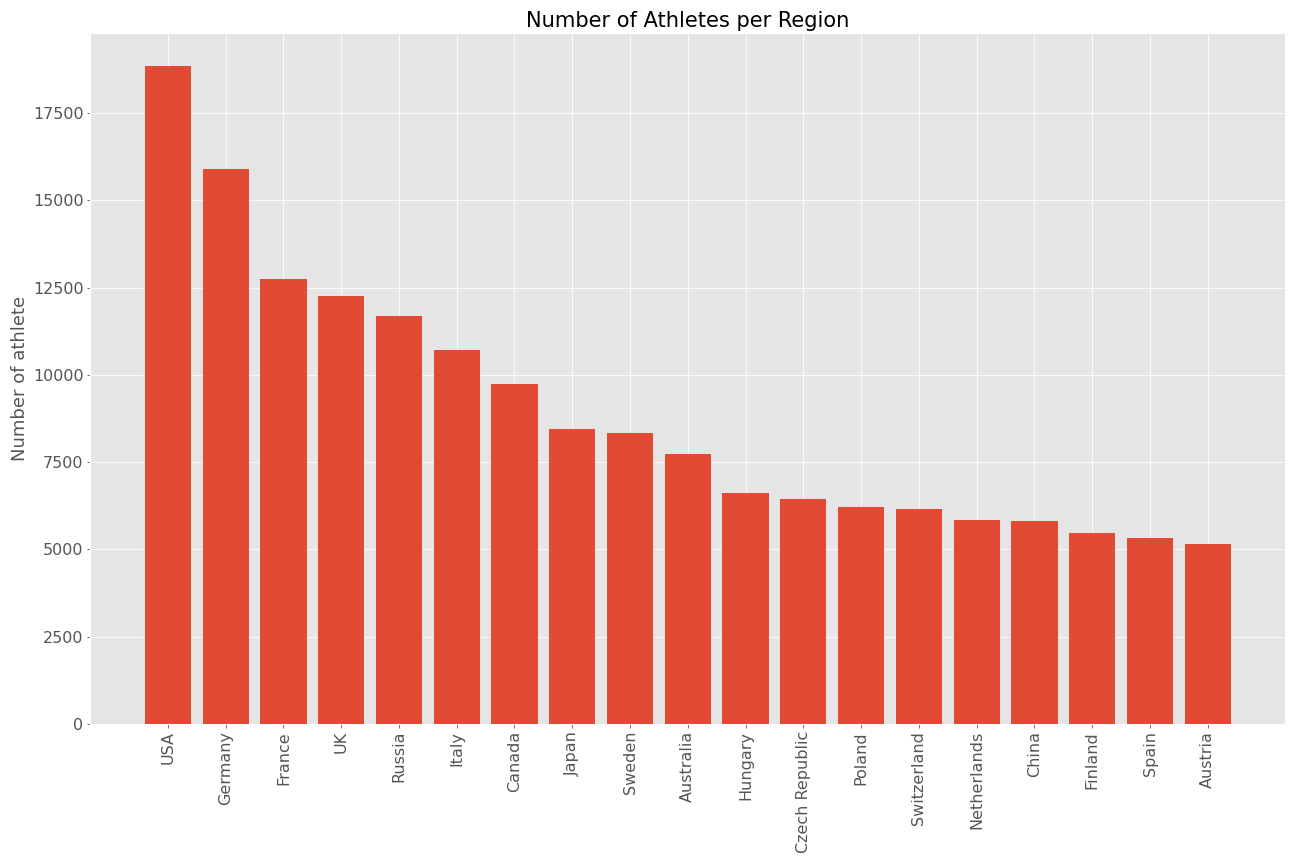 Number of Athletes per Region
Number of athlete
17500
15000
12500
10000
7500
5000
2500
0
USA
Germany
France
UK
Russia
Italy
Canada
Japan
Sweden
Australia
Hungary
Czech Republic
Poland
Switzerland
Netherlands
China
Finland
Spain
Austria